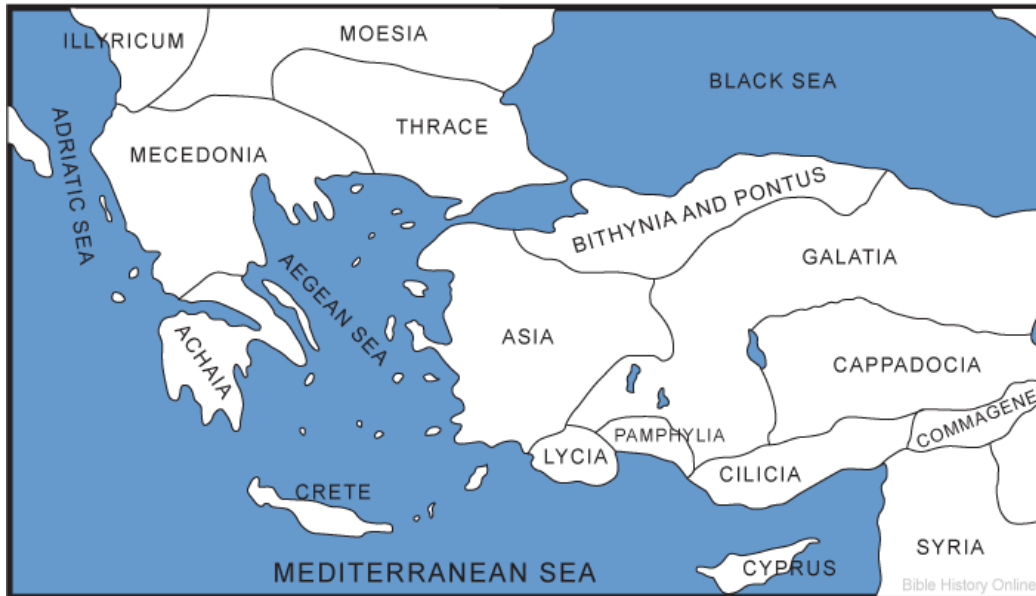 ILLYRICUM
MOESIA
BLACK SEA
ADRIATIC SEA
MECEDONIA
THRACE
BITHYNIA AND PONTUS
GALATIA
AEGEAN SEA
ASIA
ACHAIA
CAPPADOCIA
COMMAGENE
PAMPHYLIA
LYCIA
CILICIA
CRETE
SYRIA
MEDITERRANEAN SEA
CYPRUS
Bible History Online